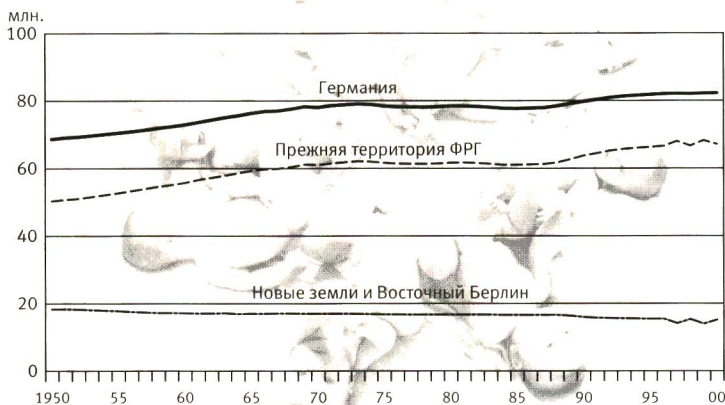 млн.
100
80
60
40
20
0
Германия
Прежняя территория ФРГ
Новые земли и Восточный Берлин
1950 55 60 65 70 75 80 85 90 95 00